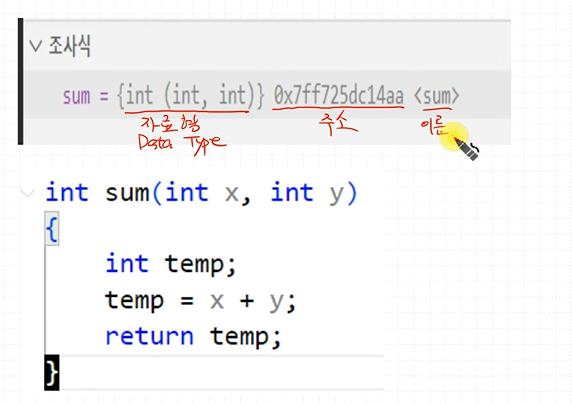 조사식
sum = {int (int, int)} 0x7ff725dc14aa <sum>
자료형 주소 이름
Data Type
int sum(int x, int y)
{
int temp;
temp = x + y;
return temp;
}